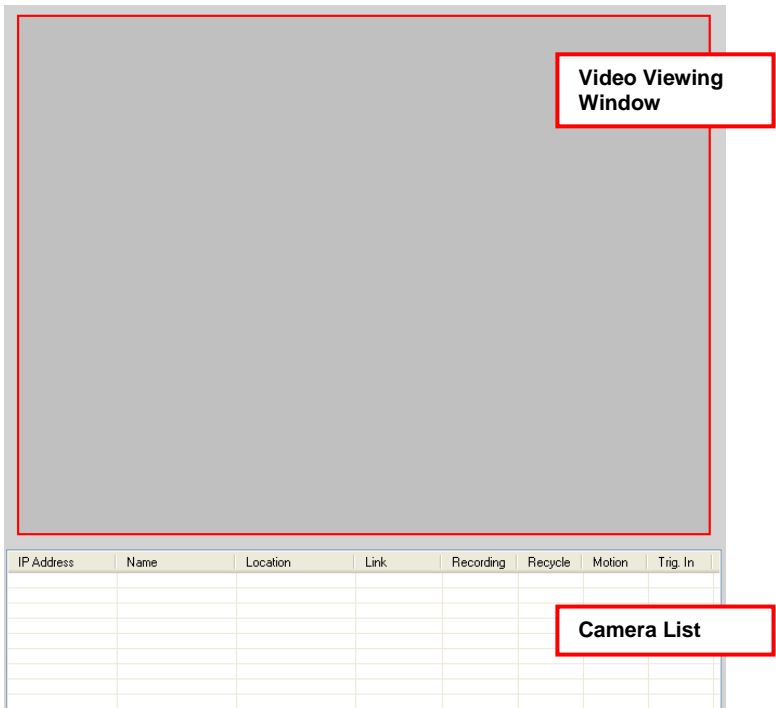 Video Viewing
Window
IP Address Name Location Link Recording Recycle Motion Trig. In
Camera List